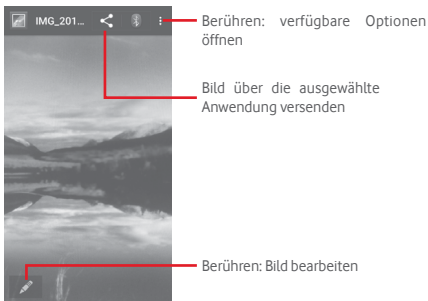 IMG_201...
Berühren: verfügbare Optionen
öffnen
Bild über die ausgewählte
Anwendung versenden
Berühren: Bild bearbeiten